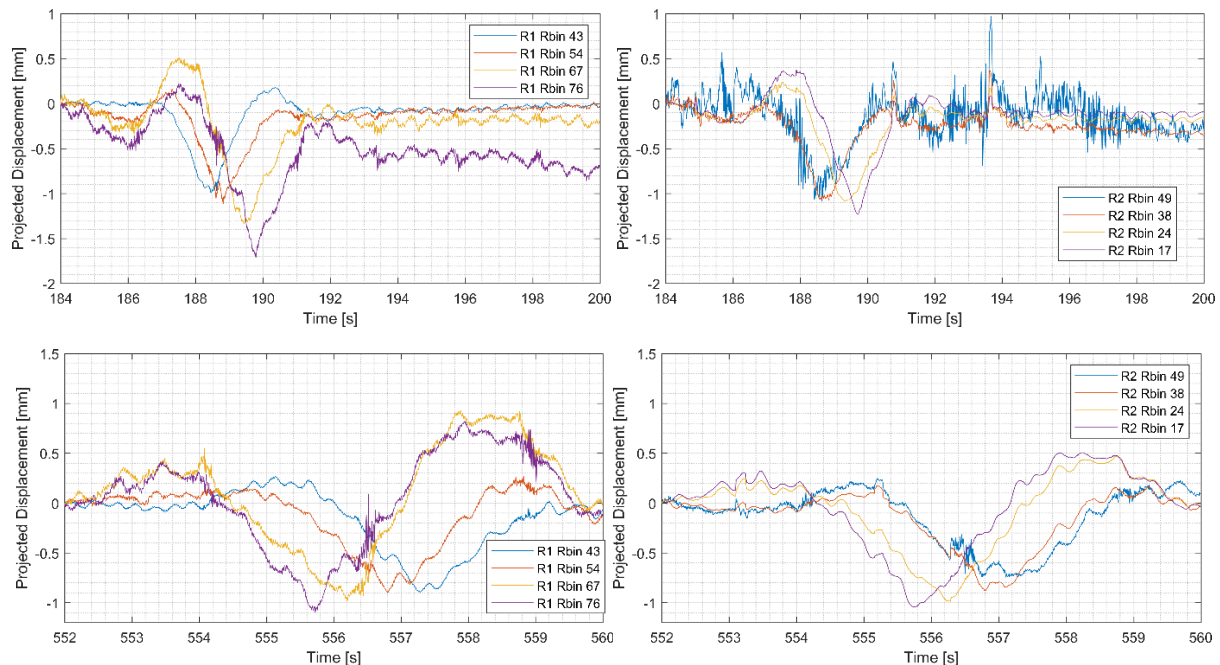 Projected Displacement [mm]
1
0.5
0
-0.5
-1
-1.5
-2
184 186 188 190 192 194 196 198 200
Time [s]
R1 Rbin 43
R1 Rbin 54
R1 Rbin 67
R1 Rbin 76
Projected Displacement [mm]
1
0.5
0
-0.5
-1
-1.5
-2
184 186 188 190 192 194 196 198 200
Time [s]
R2 Rbin 49
R2 Rbin 38
R2 Rbin 24
R2 Rbin 17
Projected Displacement [mm]
1.5
1
0.5
0
-0.5
-1
552 553 554 555 556 557 558 559 560
Time [s]
R1 Rbin 43
R1 Rbin 54
R1 Rbin 67
R1 Rbin 76
Projected Displacement [mm]
1.5
1
0.5
0
-0.5
-1
552 553 554 555 556 557 558 559 560
Time [s]
R2 Rbin 49
R2 Rbin 38
R2 Rbin 24
R2 Rbin 17